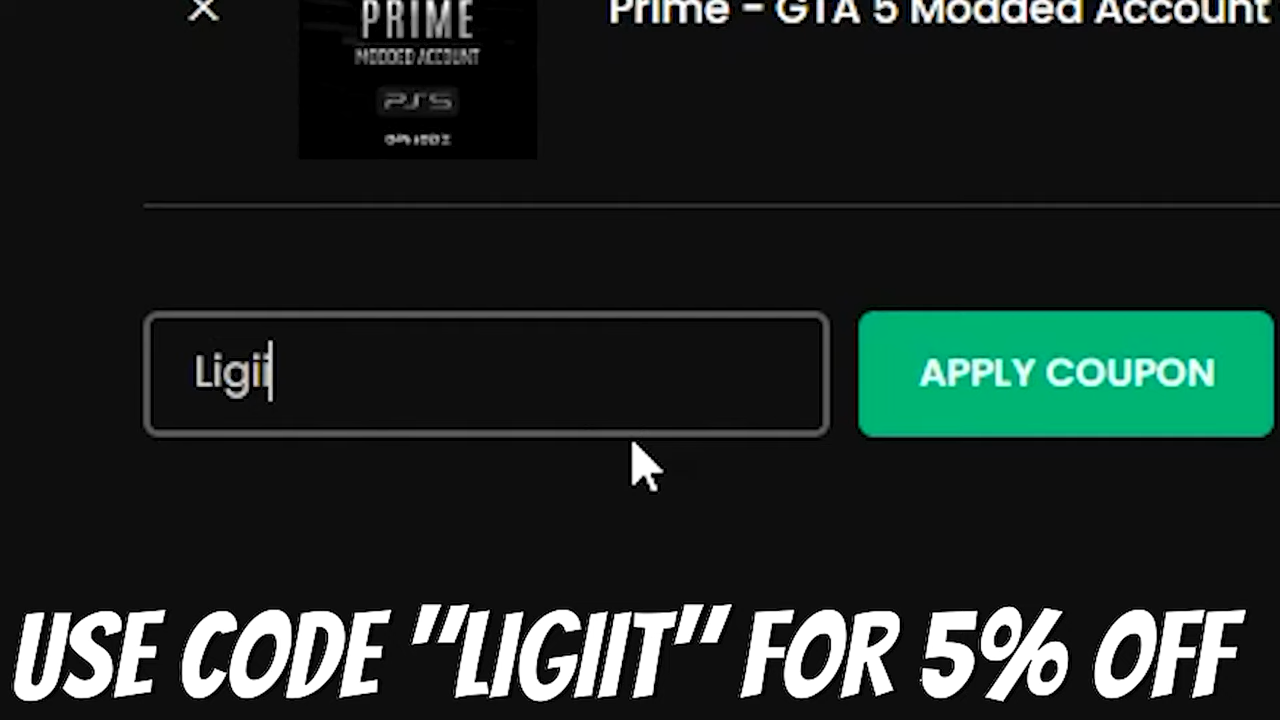 Prime - GTA 5 Modded Account
PRIME
MODDED ACCOUNT
PS5
Ligii
APPLY COUPON
USE CODE "LIGIIT" FOR 5% OFF